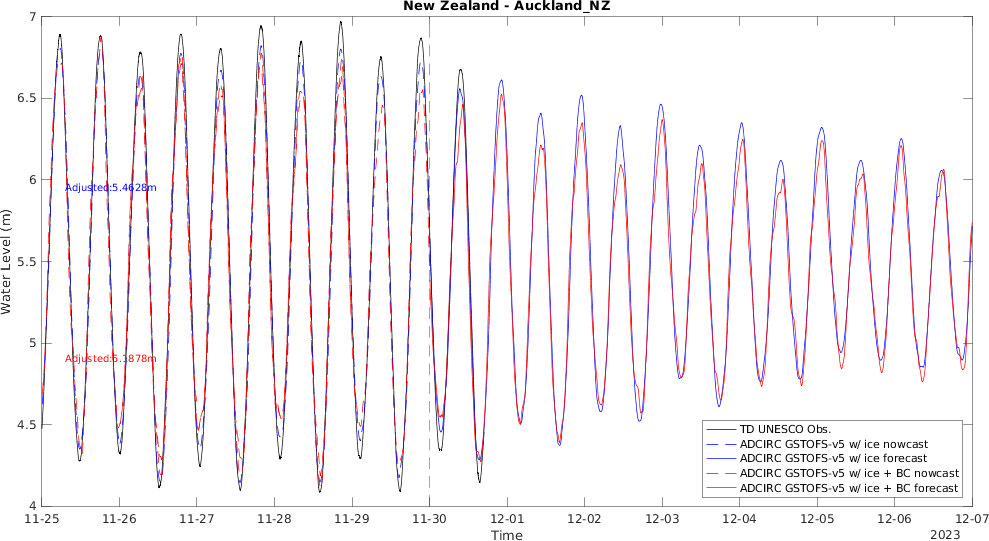 New Zealand - Auckland_NZ
Water Level (m)
7
6.5
6
5.5
5
4.5
4
Adjusted:5.4628m
Adjusted:5.1878m
TD UNESCO Obs.
ADCIRC GSTOFS-v5 w/ ice nowcast
ADCIRC GSTOFS-v5 w/ ice forecast
ADCIRC GSTOFS-v5 w/ ice + BC nowcast
ADCIRC GSTOFS-v5 w/ ice + BC forecast
11-25 11-26 11-27 11-28 11-29 11-30 12-01 12-02 12-03 12-04 12-05 12-06 12-07
Time
2023